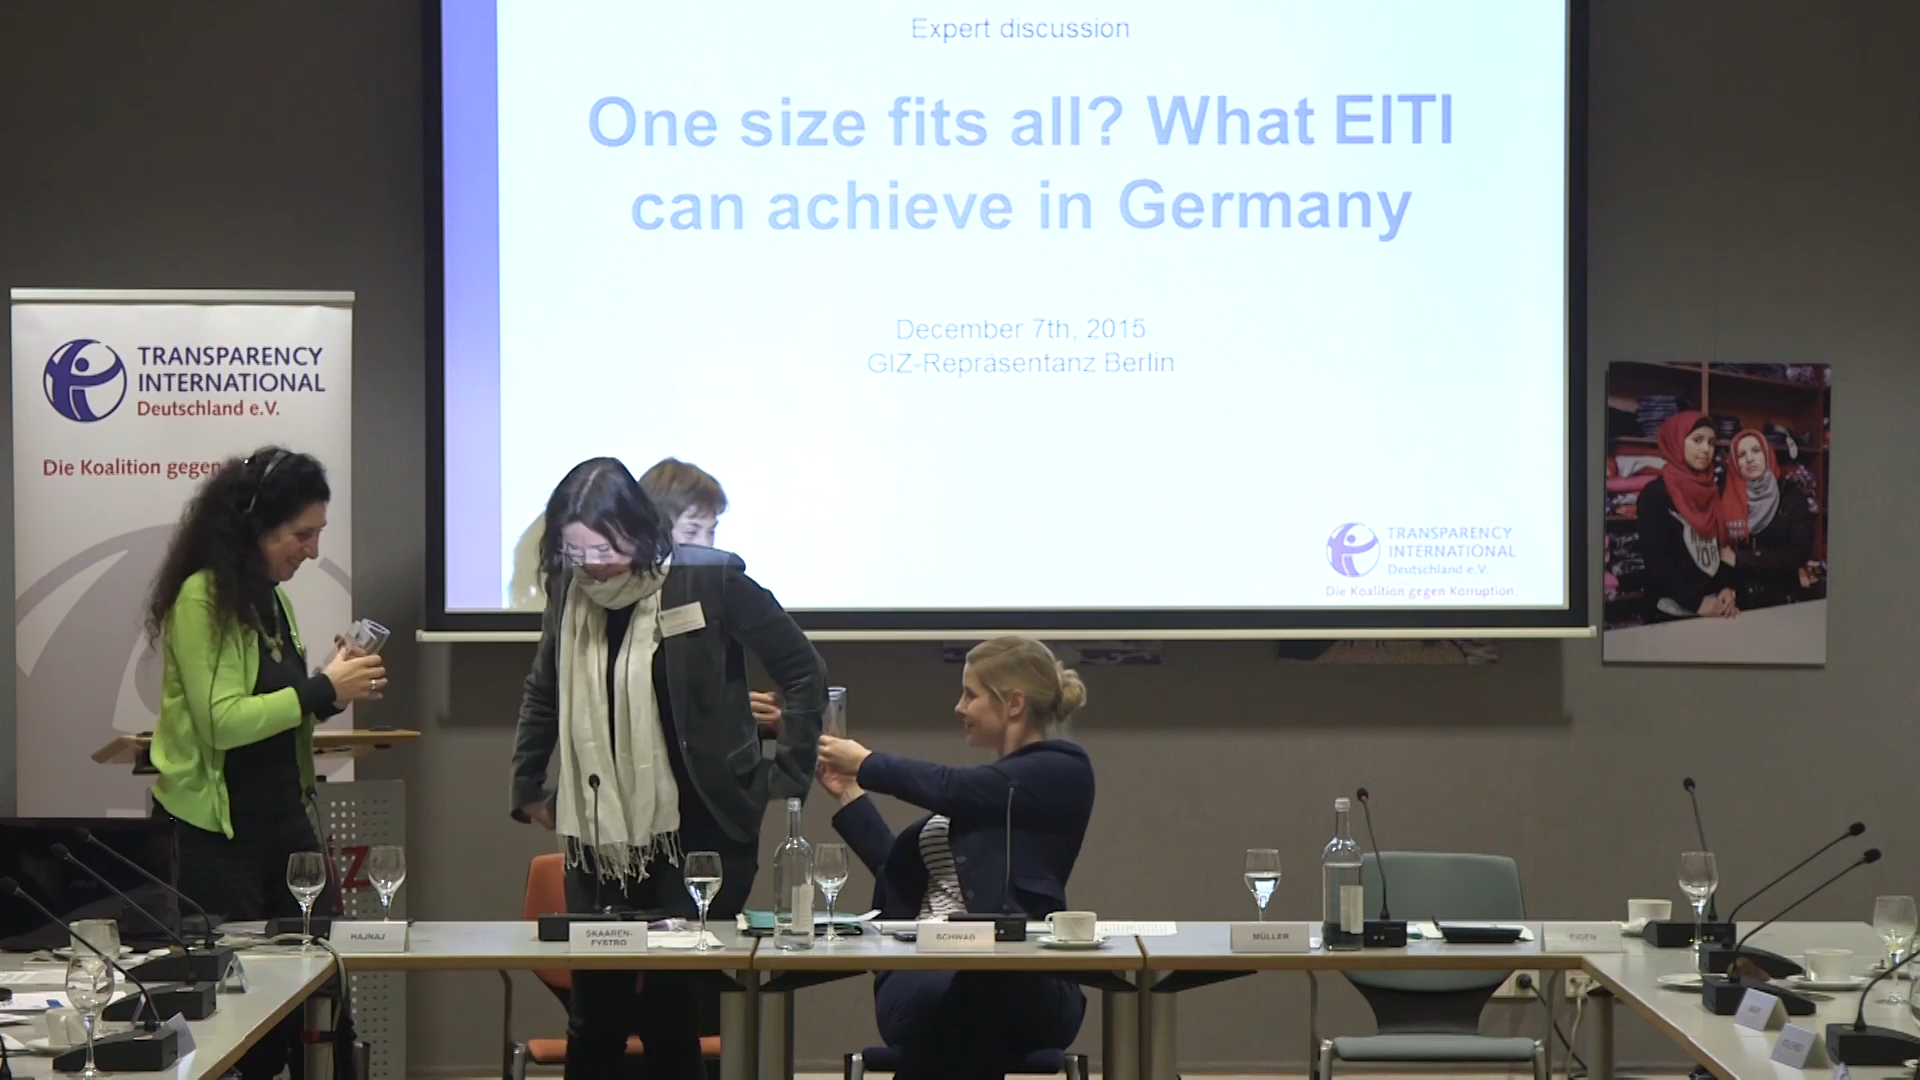 Expert discussion
One size fits all? What EITI
can achieve in Germany
December 7th, 2015
GIZ-Repräsentanz Berlin
TRANSPARENCY
INTERNATIONAL
Deutschland e.V.
Die Koalition gegen Korruption.
TRANSPARENCY
INTERNATIONAL
Deutschland e.V.
Die Koalition gegen
HAJNAJ
SKAAREN-
FYSTRO
SCHWAB
MÜLLER
EIGEN